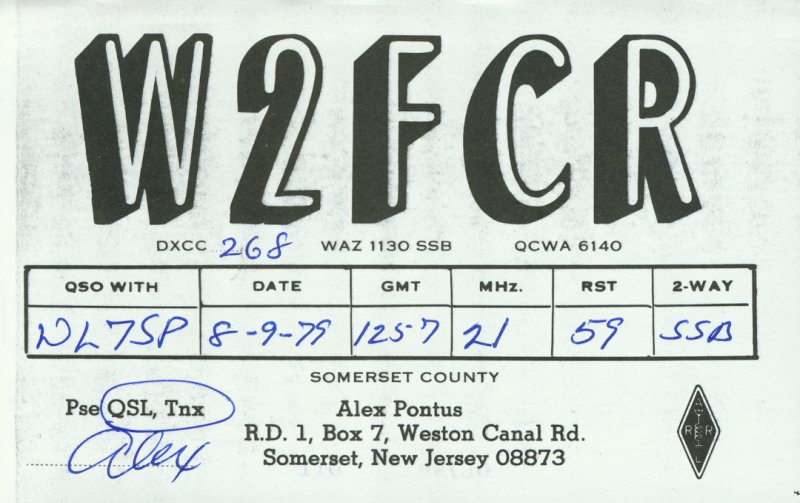 W2FCR
DXCC 268 WAZ 1130 SSB QCWA 6140
QSO WITH DATE GMT MHz. RST 2-WAY
DL7SP 8-9-79 1257 21 59 SSB
SOMERSET COUNTY
Pse QSL, Tnx Alex Pontus
R.D. 1, Box 7, Weston Canal Rd.
Alex Somerset, New Jersey 08873
A R R L